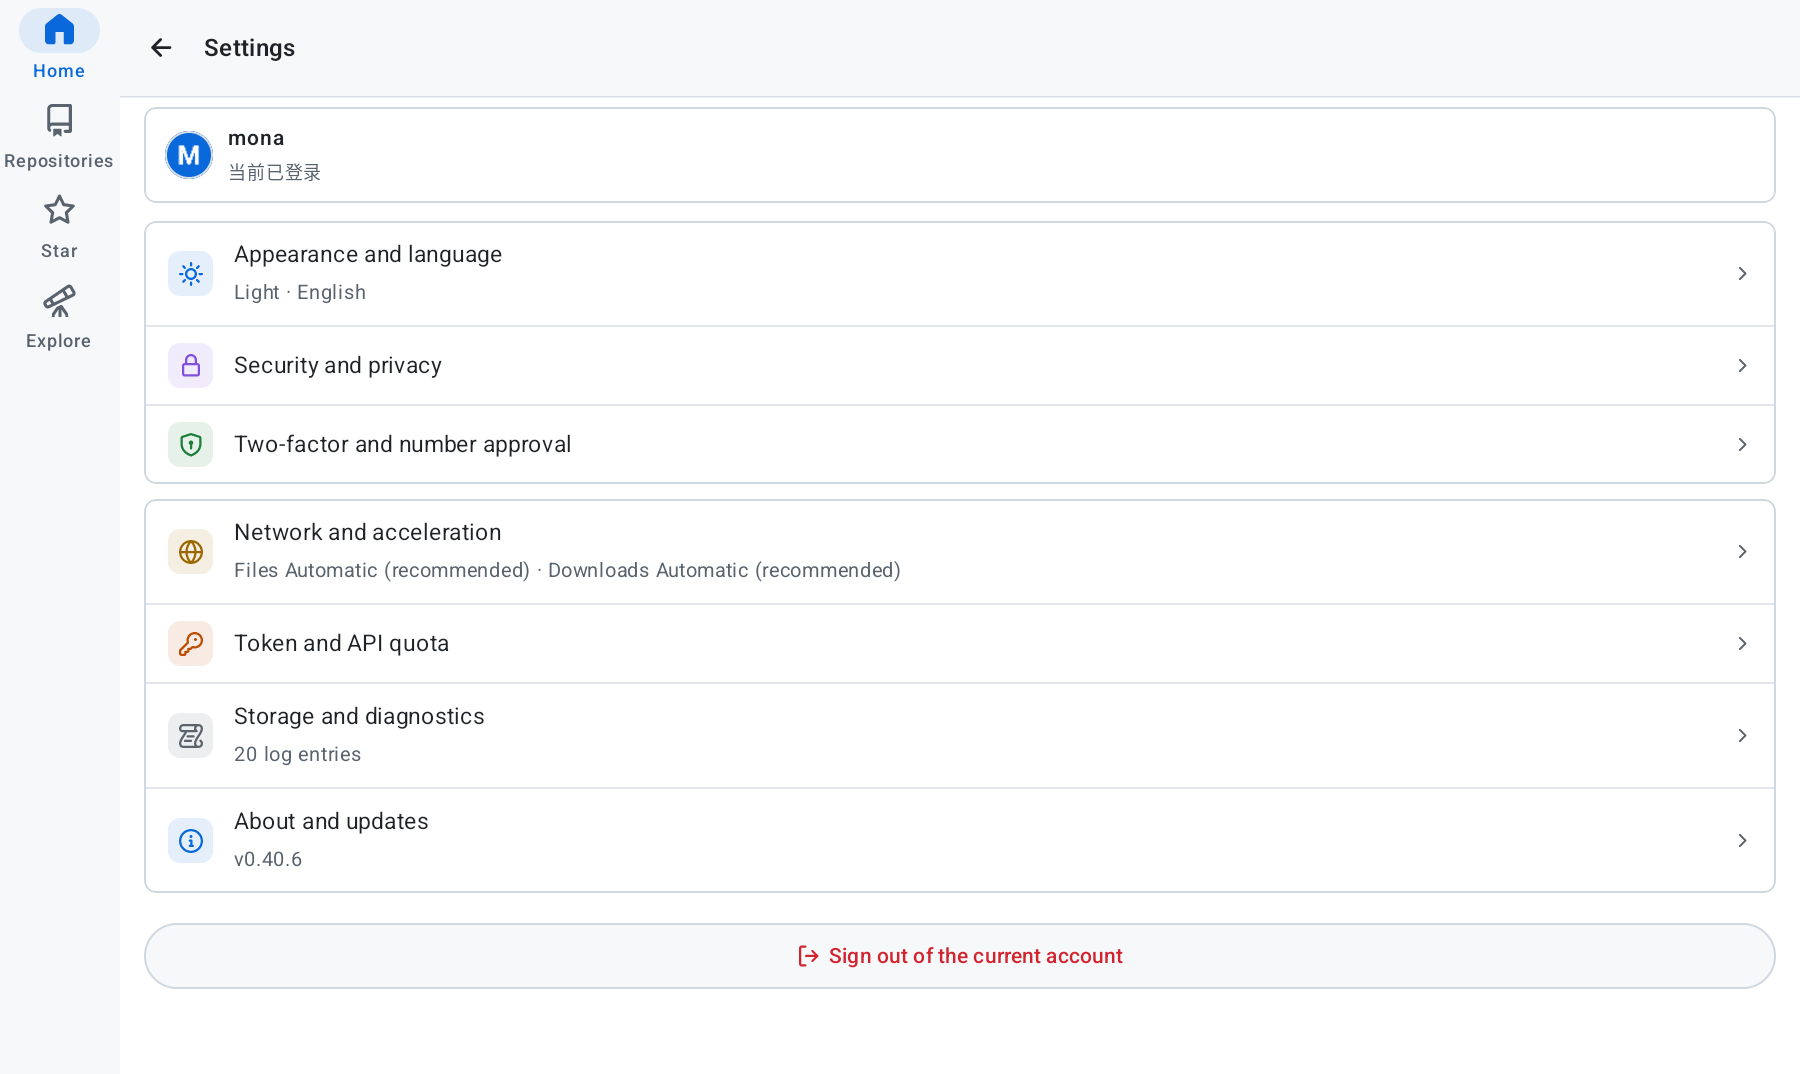 Home
Repositories
Star
Explore
Settings
M
mona
当前已登录
Appearance and language
Light · English
Security and privacy
Two-factor and number approval
Network and acceleration
Files Automatic (recommended) · Downloads Automatic (recommended)
Token and API quota
Storage and diagnostics
20 log entries
About and updates
v0.40.6
Sign out of the current account